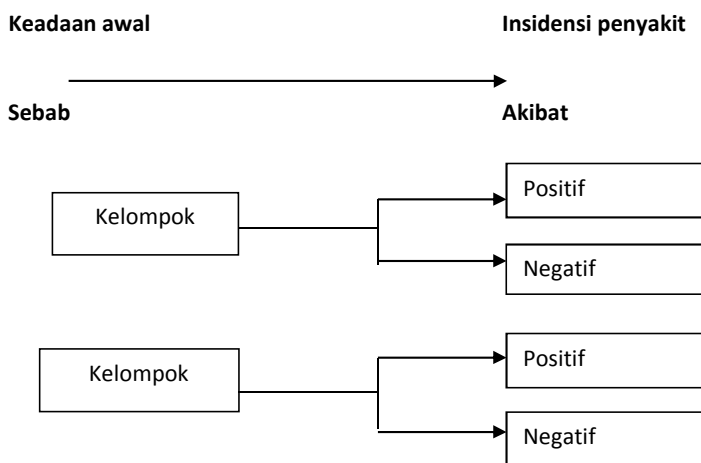 Keadaan awal Insidensi penyakit
Sebab Akibat
Kelompok
Positif
Negatif
Kelompok
Positif
Negatif